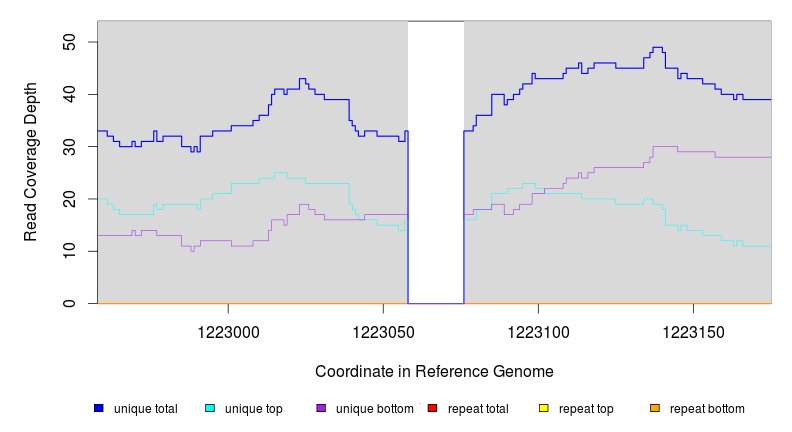 Read Coverage Depth
50
40
30
20
10
0
1223000 1223050 1223100 1223150
Coordinate in Reference Genome
unique total unique top unique bottom repeat total repeat top repeat bottom